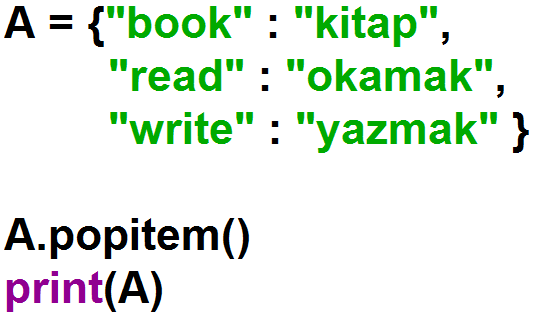 A = {"book" : "kitap",
"read" : "okamak",
"write" : "yazmak" }
A.popitem()
print(A)